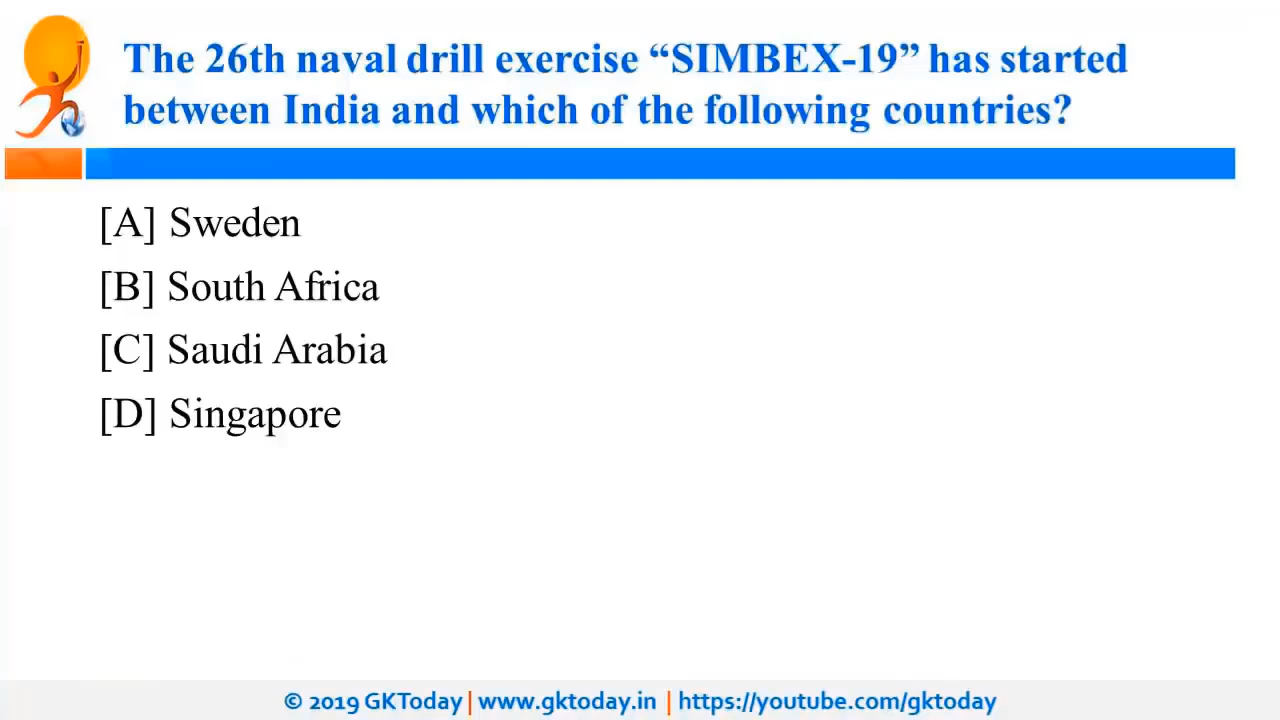 The 26th naval drill exercise “SIMBEX-19” has started
between India and which of the following countries?
[A] Sweden
[B] South Africa
[C] Saudi Arabia
[D] Singapore
© 2019 GKToday | www.gktoday.in | https://youtube.com/gktoday